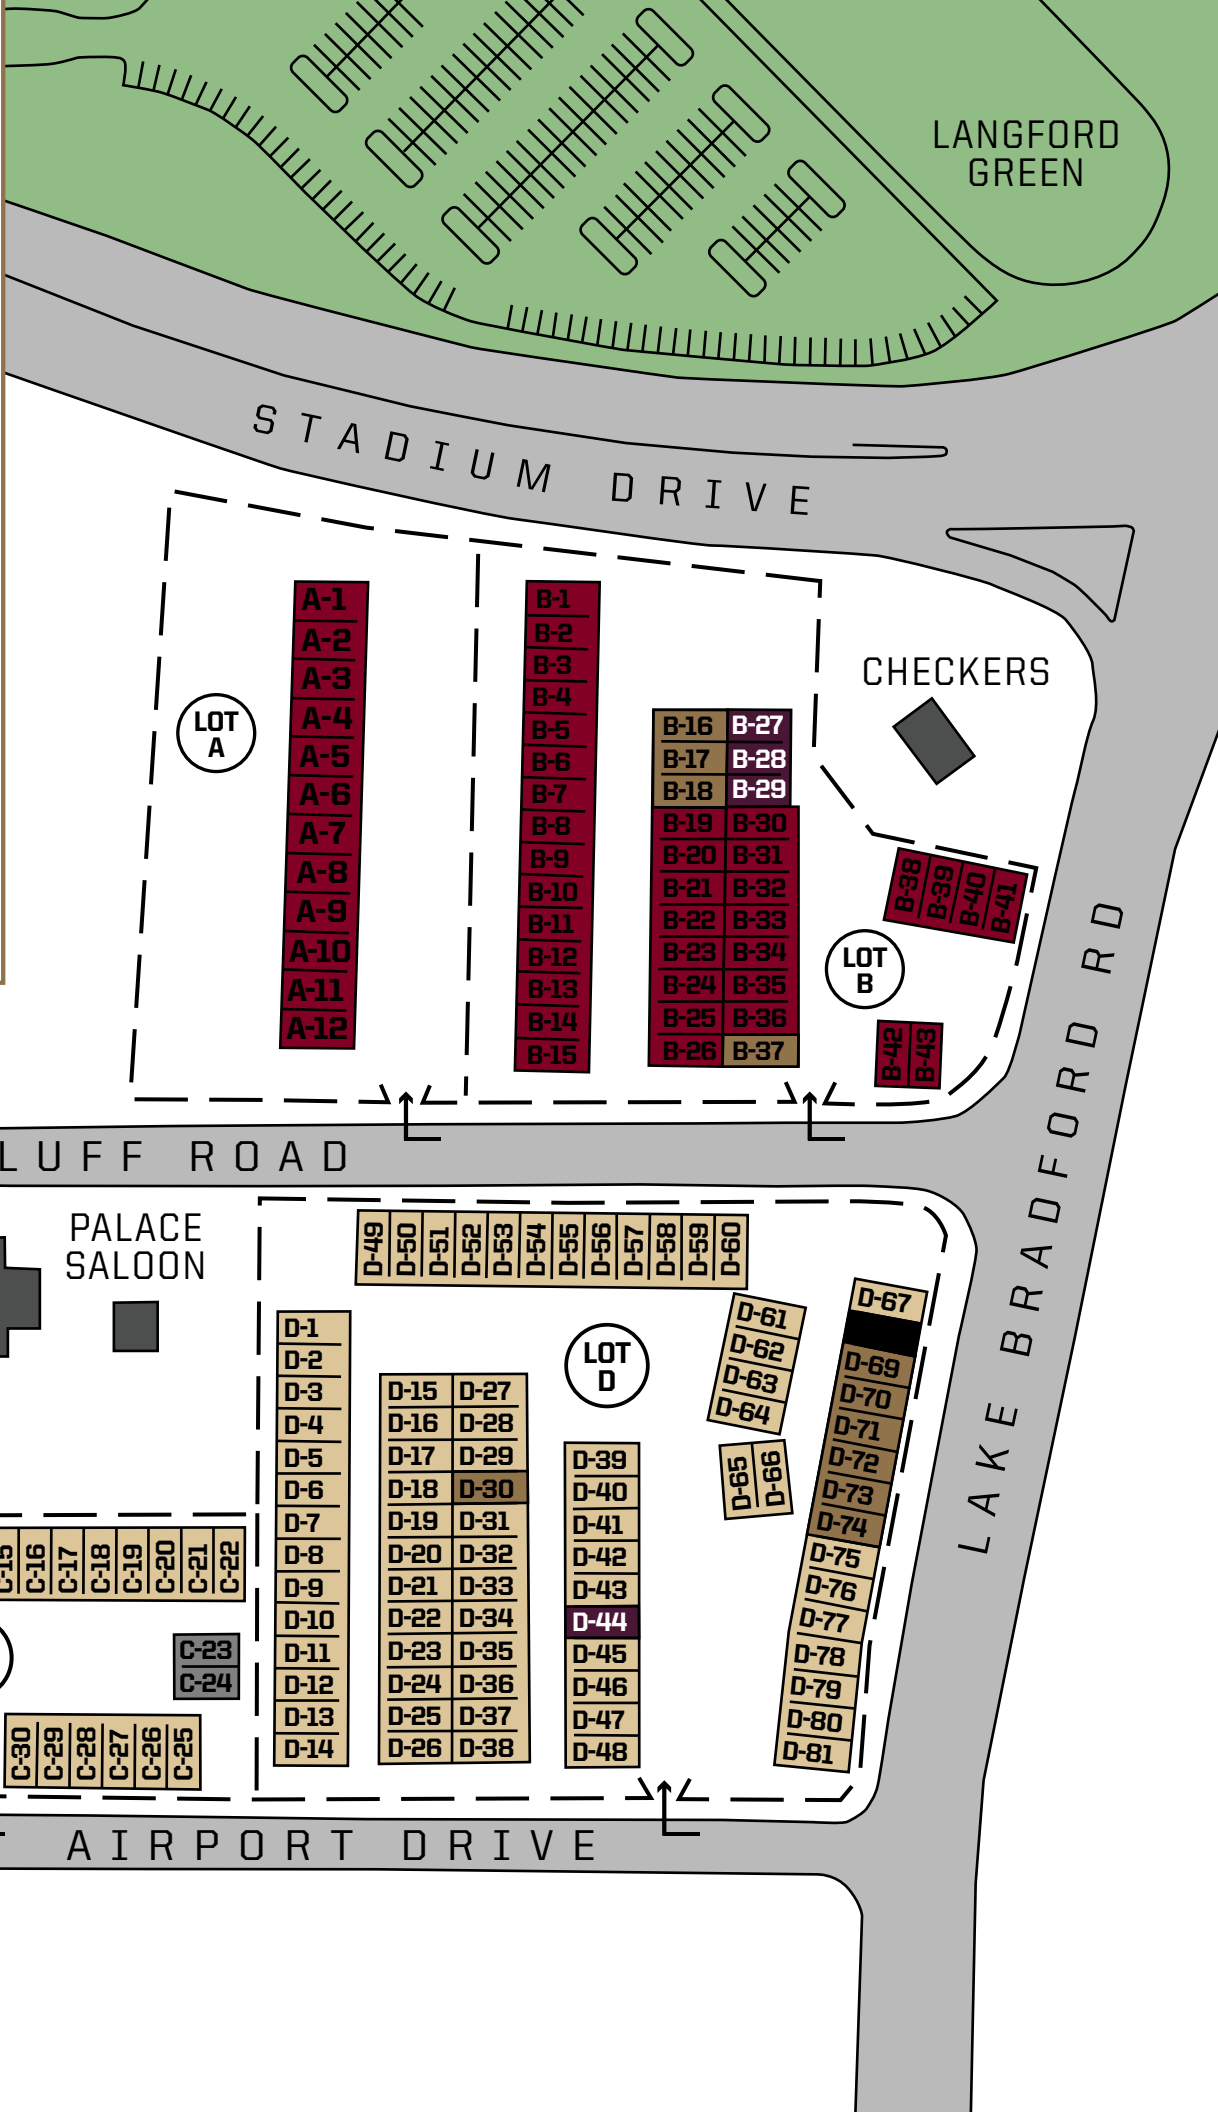 LANGFORD
GREEN
STADIUM DRIVE
CHECKERS
LOT
A
A-1
A-2
A-3
A-4
A-5
A-6
A-7
A-8
A-9
A-10
A-11
A-12
B-1
B-2
B-3
B-4
B-5
B-6
B-7
B-8
B-9
B-10
B-11
B-12
B-13
B-14
B-15
B-16 B-27
B-17 B-28
B-18 B-29
B-19 B-30
B-20 B-31
B-21 B-32
B-22 B-33
B-23 B-34
B-24 B-35
B-25 B-36
B-26 B-37
B-38
B-39
B-40
B-41
LOT
B
B-42
B-43
LAKE BRADFORD RD
LUFF ROAD
PALACE
SALOON
D-49
D-50
D-51
D-52
D-53
D-54
D-55
D-56
D-57
D-58
D-59
D-60
D-1
D-2
D-3
D-4
D-5
D-6
D-7
D-8
D-9
D-10
D-11
D-12
D-13
D-14
D-15 D-27
D-16 D-28
D-17 D-29
D-18 D-30
D-19 D-31
D-20 D-32
D-21 D-33
D-22 D-34
D-23 D-35
D-24 D-36
D-25 D-37
D-26 D-38
LOT
D
D-39
D-40
D-41
D-42
D-43
D-44
D-45
D-46
D-47
D-48
D-61
D-62
D-63
D-64
D-65
D-66
D-67
D-69
D-70
D-71
D-72
D-73
D-74
D-75
D-76
D-77
D-78
D-79
D-80
D-81
C-15
C-16
C-17
C-18
C-19
C-20
C-21
C-22
C-23
C-24
C-30
C-29
C-28
C-27
C-26
C-25
AIRPORT DRIVE